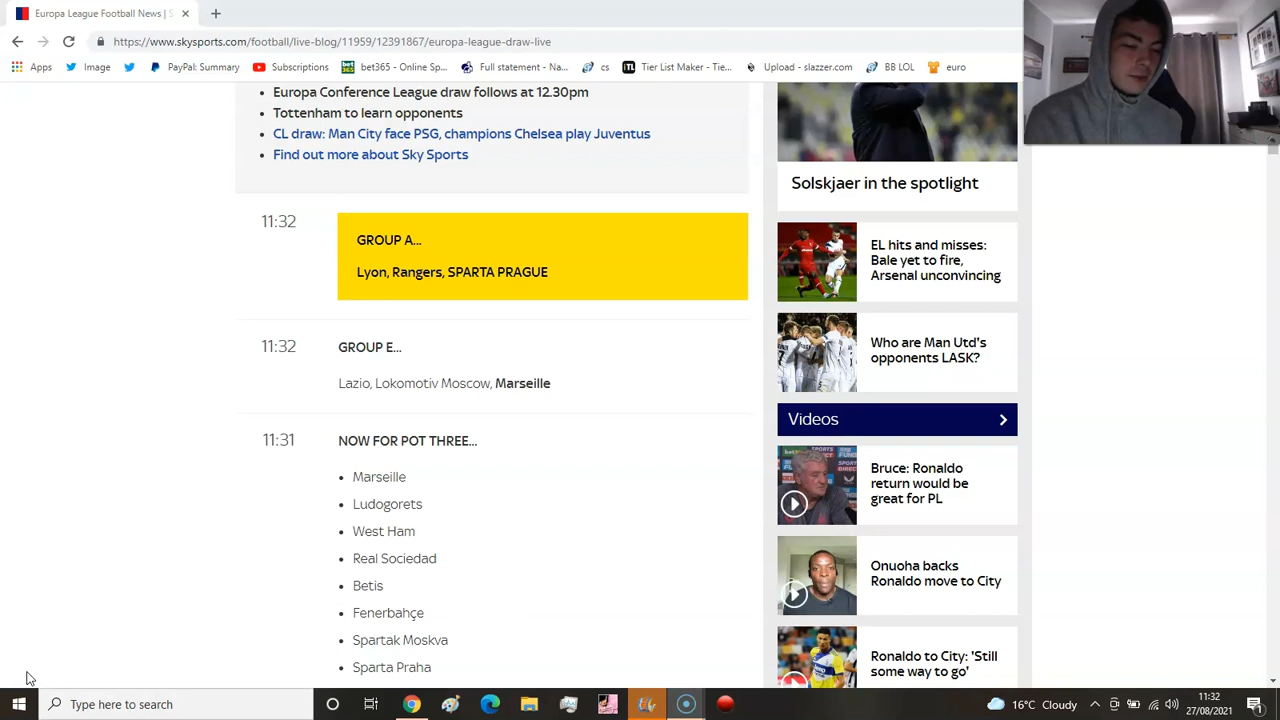 Europa League Football News | S
https://www.skysports.com/football/live-blog/11959/12391867/europa-league-draw-live
Apps
Image
PayPal: Summary
Subscriptions
bet365 - Online Sp...
Full statement - Na...
cs
Tier List Maker - Tie...
Upload - slazzer.com
BB LOL
euro
Europa Conference League draw follows at 12.30pm
Tottenham to learn opponents
CL draw: Man City face PSG, champions Chelsea play Juventus
Find out more about Sky Sports
11:32
GROUP A...
Lyon, Rangers, SPARTA PRAGUE
11:32
GROUP E...
Lazio, Lokomotiv Moscow, Marseille
11:31
NOW FOR POT THREE...
Marseille
Ludogorets
West Ham
Real Sociedad
Betis
Fenerbahçe
Spartak Moskva
Sparta Praha
Solskjaer in the spotlight
EL hits and misses:
Bale yet to fire,
Arsenal unconvincing
Who are Man Utd's
opponents LASK?
Videos
Bruce: Ronaldo
return would be
great for PL
Onuoha backs
Ronaldo move to City
Ronaldo to City: 'Still
some way to go'
Type here to search
16°C Cloudy
11:32
27/08/2021